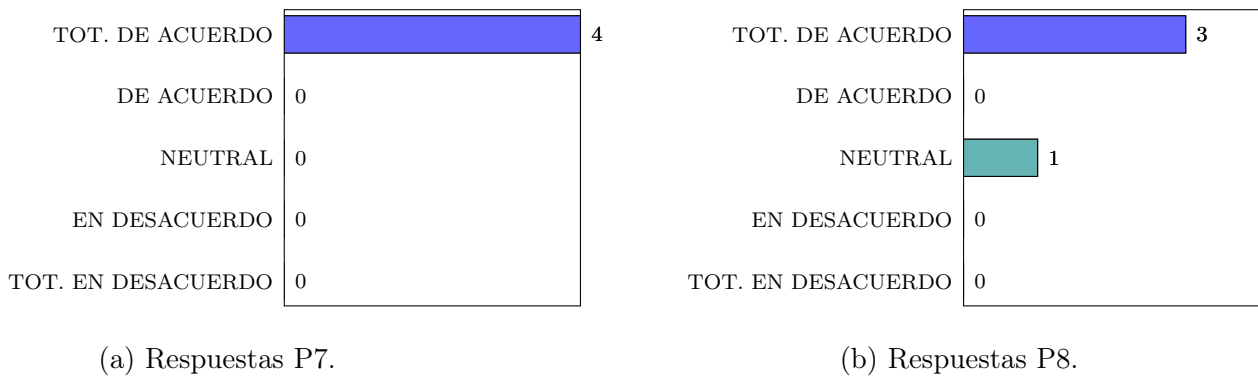 TOT. DE ACUERDO 4
DE ACUERDO 0
NEUTRAL 0
EN DESACUERDO 0
TOT. EN DESACUERDO 0
(a) Respuestas P7.
TOT. DE ACUERDO 3
DE ACUERDO 0
NEUTRAL 1
EN DESACUERDO 0
TOT. EN DESACUERDO 0
(b) Respuestas P8.